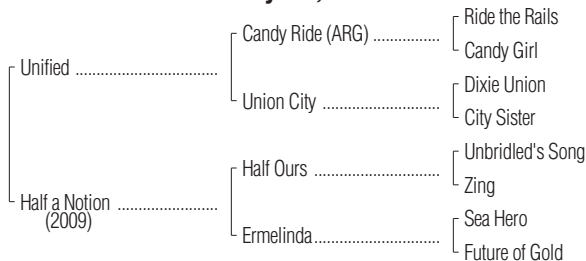 Ride the Rails
Candy Ride (ARG) ................
Candy Girl
Unified ..................................
Dixie Union
Union City ............................
City Sister
Unbridled's Song
Half Ours ..............................
Zing
Half a Notion ........................
(2009)
Sea Hero
Ermelinda..............................
Future of Gold